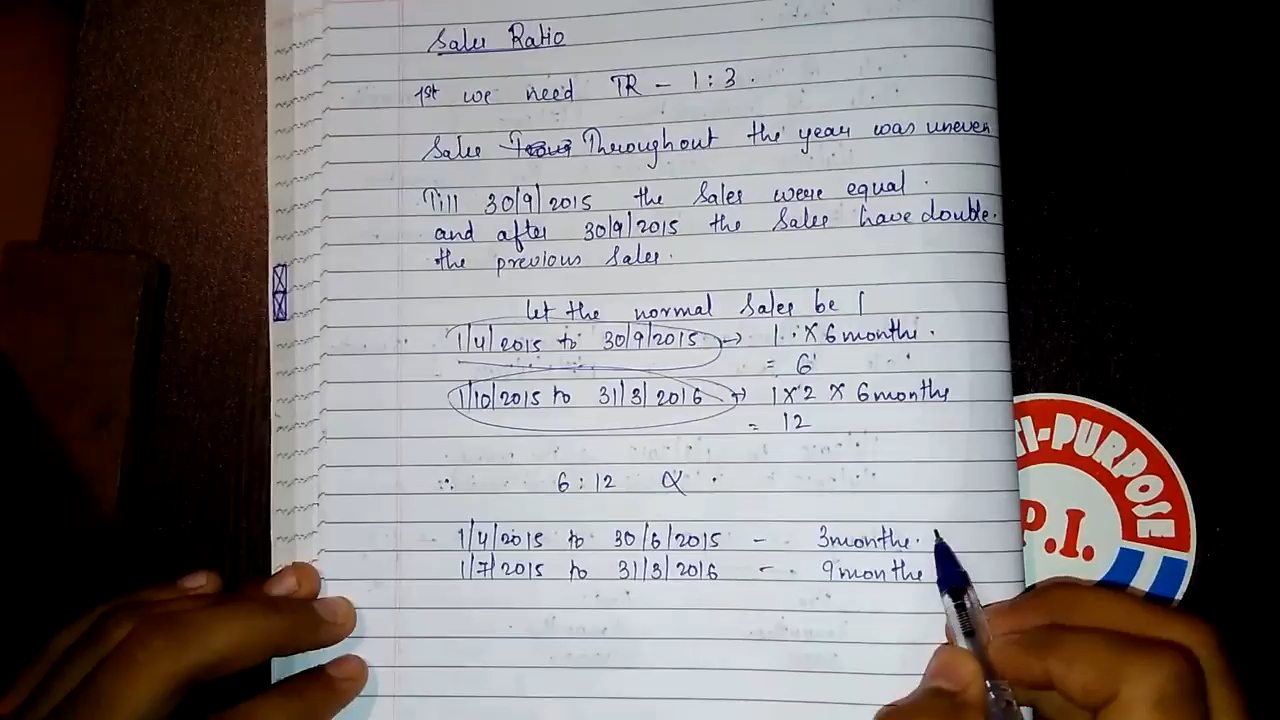 Sales Ratio
1st we need TR - 1:3.
Sales Throughout the year was uneven
Till 30/9/2015 the Sales were equal.
and after 30/9/2015 the Sales have double.
the previous Sales.
let the normal Sales be 1
1/4/2015 to 30/9/2015 → 1 × 6 months.
= 6
1/10/2015 to 31/3/2016 → 1 × 2 × 6 months
= 12
∴ 6:12 X
1/4/2015 to 30/6/2015 - 3 months.
1/7/2015 to 31/3/2016 - 9 months
TI-PURPOSE
P.I.